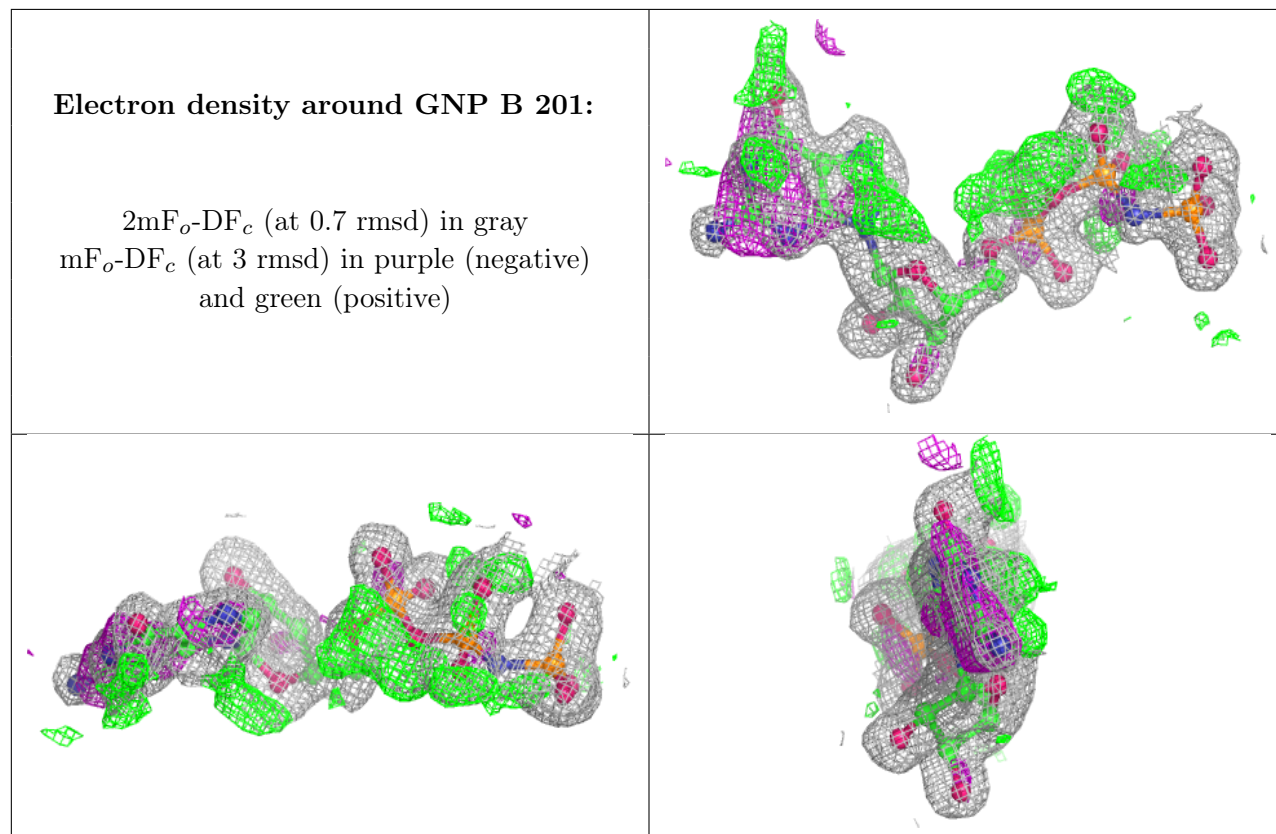 Electron density around GNP B 201:
2mF_o-DF_c (at 0.7 rmsd) in gray
mF_o-DF_c (at 3 rmsd) in purple (negative)
and green (positive)